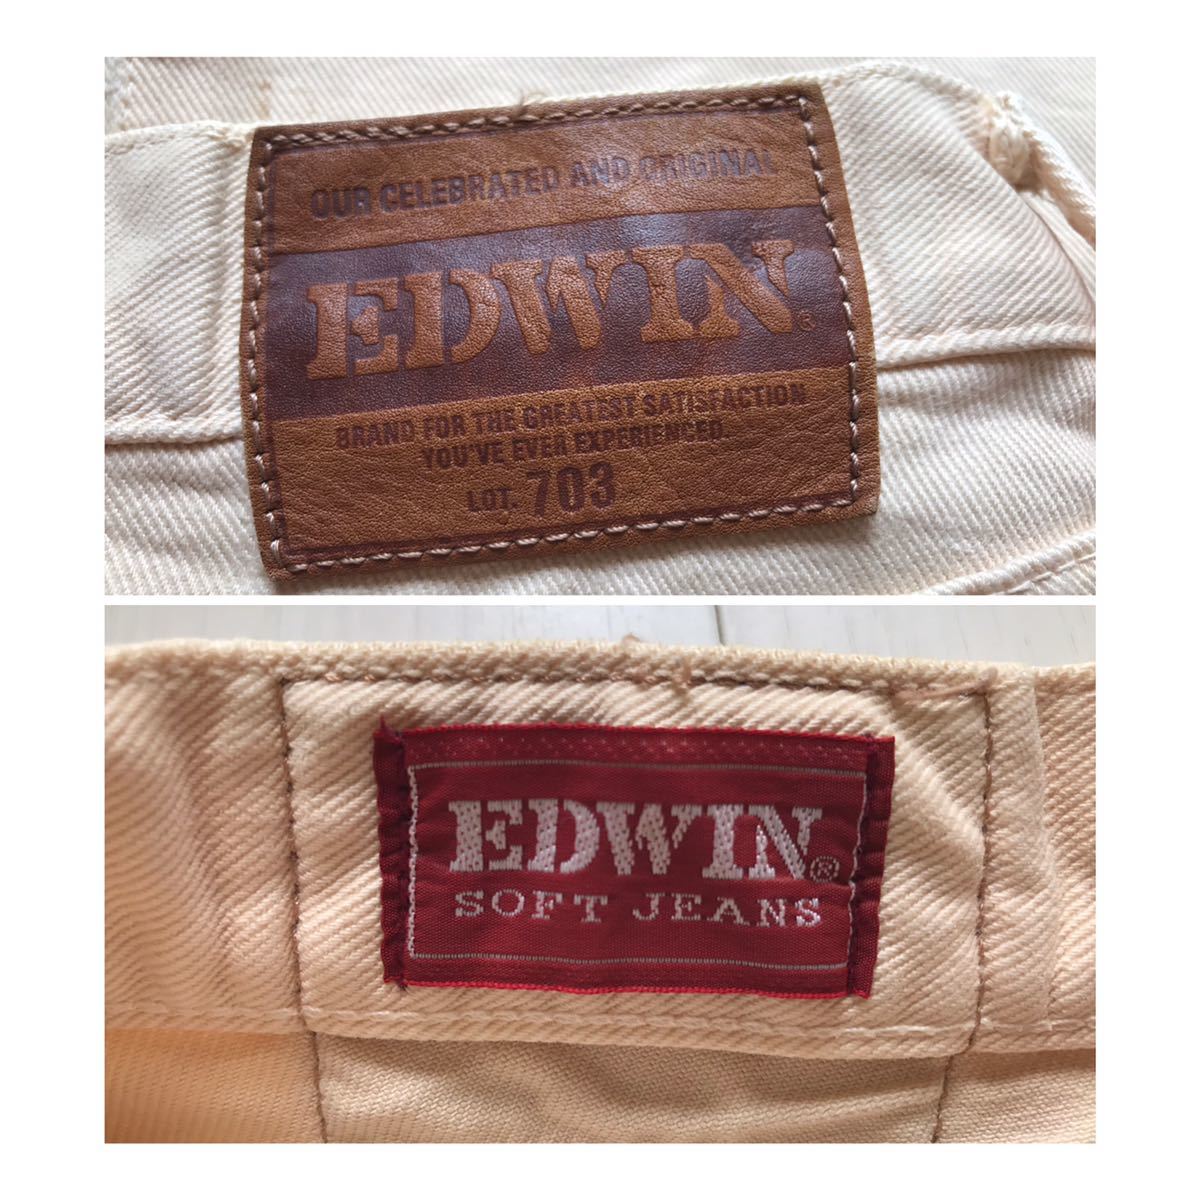 OUR CELEBRATED AND ORIGINAL
EDWIN®
BRAND FOR THE GREATEST SATISFACTION
YOU'VE EVER EXPERIENCED.
LOT. 703
EDWIN®
SOFT JEANS